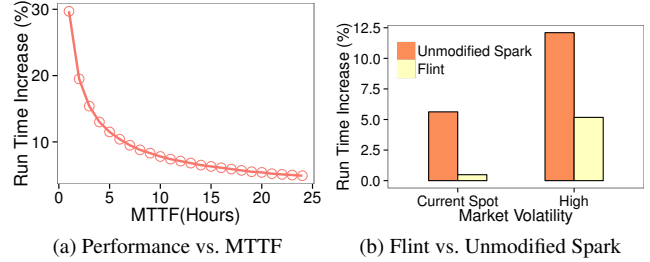 Run Time Increase (%)
30
20
10
0
5
10
15
20
25
MTTF(Hours)
(a) Performance vs. MTTF
Run Time Increase (%)
12.5
10.0
7.5
5.0
2.5
0.0
Unmodified Spark
Flint
Current Spot
High
Market Volatility
(b) Flint vs. Unmodified Spark